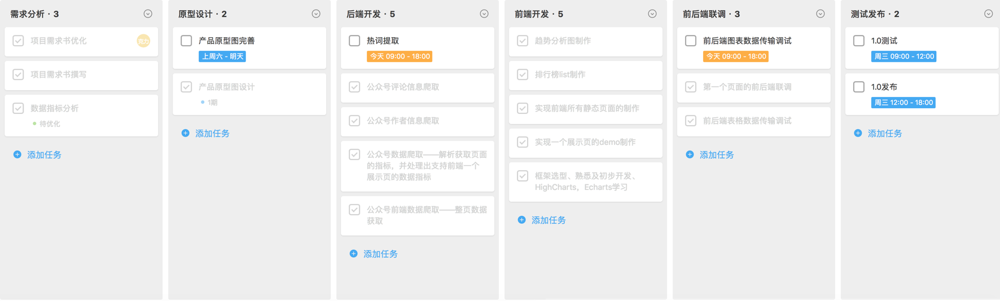 需求分析 · 3
项目需求书优化
克力
项目需求书撰写
数据指标分析
待优化
添加任务
原型设计 · 2
产品原型图完善
上周六 - 明天
产品原型图设计
1期
添加任务
后端开发 · 5
热词提取
今天 09:00 - 18:00
公众号评论信息爬取
公众号作者信息爬取
公众号数据爬取——解析获取页面
的指标，并处理出支持前端一个
展示页的数据指标
公众号前端数据爬取——整页数据
获取
添加任务
前端开发 · 5
趋势分析图制作
排行榜list制作
实现前端所有静态页面的制作
实现一个展示页的demo制作
框架选型、熟悉及初步开发、
HighCharts，Echarts学习
添加任务
前后端联调 · 3
前后端图表数据传输调试
今天 09:00 - 18:00
第一个页面的前后端联调
前后端表格数据传输调试
添加任务
测试发布 · 2
1.0测试
周三 09:00 - 12:00
1.0发布
周三 12:00 - 18:00
添加任务